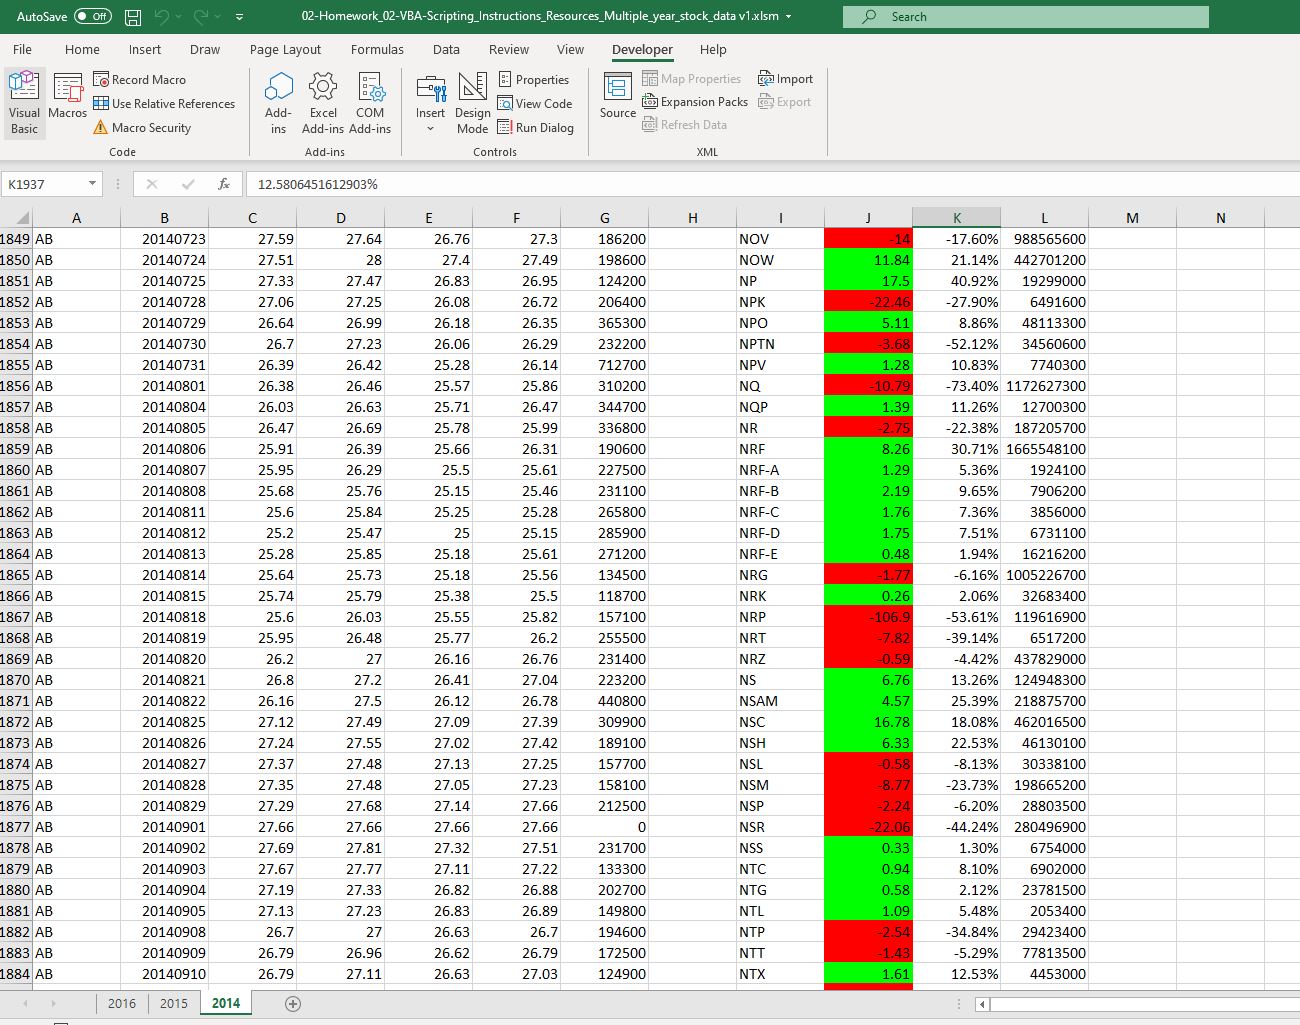 AutoSave Off 02-Homework_02-VBA-Scripting_Instructions_Resources_Multiple_year_stock_data v1.xlsm Search
File Home Insert Draw Page Layout Formulas Data Review View Developer Help
Visual Basic Macros Record Macro Use Relative References Macro Security Add-ins Excel Add-ins COM Add-ins Insert Design Mode Properties View Code Run Dialog Source Map Properties Expansion Packs Refresh Data Import Export
Code Add-ins Controls XML
K1937 fx 12.5806451612903%
A B C D E F G H I J K L M N
1849 AB 20140723 27.59 27.64 26.76 27.3 186200 NOV -14 -17.60% 988565600
1850 AB 20140724 27.51 28 27.4 27.49 198600 NOW 11.84 21.14% 442701200
1851 AB 20140725 27.33 27.47 26.83 26.95 124200 NP 17.5 40.92% 19299000
1852 AB 20140728 27.06 27.25 26.08 26.72 206400 NPK -22.46 -27.90% 6491600
1853 AB 20140729 26.64 26.99 26.18 26.35 365300 NPO 5.11 8.86% 48113300
1854 AB 20140730 26.7 27.23 26.06 26.29 232200 NPTN -3.68 -52.12% 34560600
1855 AB 20140731 26.39 26.42 25.28 26.14 712700 NPV 1.28 10.83% 7740300
1856 AB 20140801 26.38 26.46 25.57 25.86 310200 NQ -10.79 -73.40% 1172627300
1857 AB 20140804 26.03 26.63 25.71 26.47 344700 NQP 1.39 11.26% 12700300
1858 AB 20140805 26.47 26.69 25.78 25.99 336800 NR -2.75 -22.38% 187205700
1859 AB 20140806 25.91 26.39 25.66 26.31 190600 NRF 8.26 30.71% 1665548100
1860 AB 20140807 25.95 26.29 25.5 25.61 227500 NRF-A 1.29 5.36% 1924100
1861 AB 20140808 25.68 25.76 25.15 25.46 231100 NRF-B 2.19 9.65% 7906200
1862 AB 20140811 25.6 25.84 25.25 25.28 265800 NRF-C 1.76 7.36% 3856000
1863 AB 20140812 25.2 25.47 25 25.15 285900 NRF-D 1.75 7.51% 6731100
1864 AB 20140813 25.28 25.85 25.18 25.61 271200 NRF-E 0.48 1.94% 16216200
1865 AB 20140814 25.64 25.73 25.18 25.56 134500 NRG -1.77 -6.16% 1005226700
1866 AB 20140815 25.74 25.79 25.38 25.5 118700 NRK 0.26 2.06% 32683400
1867 AB 20140818 25.6 26.03 25.55 25.82 157100 NRP -106.9 -53.61% 119616900
1868 AB 20140819 25.95 26.48 25.77 26.2 255500 NRT -7.82 -39.14% 6517200
1869 AB 20140820 26.2 27 26.16 26.76 231400 NRZ -0.59 -4.42% 437829000
1870 AB 20140821 26.8 27.2 26.41 27.04 223200 NS 6.76 13.26% 124948300
1871 AB 20140822 26.16 27.5 26.12 26.78 440800 NSAM 4.57 25.39% 218875700
1872 AB 20140825 27.12 27.49 27.09 27.39 309900 NSC 16.78 18.08% 462016500
1873 AB 20140826 27.24 27.55 27.02 27.42 189100 NSH 6.33 22.53% 46130100
1874 AB 20140827 27.37 27.48 27.13 27.25 157700 NSL -0.58 -8.13% 30338100
1875 AB 20140828 27.35 27.48 27.05 27.23 158100 NSM -8.77 -23.73% 198665200
1876 AB 20140829 27.29 27.68 27.14 27.66 212500 NSP -2.24 -6.20% 28803500
1877 AB 20140901 27.66 27.66 27.66 27.66 0 NSR -22.06 -44.24% 280496900
1878 AB 20140902 27.69 27.81 27.32 27.51 231700 NSS 0.33 1.30% 6754000
1879 AB 20140903 27.67 27.77 27.11 27.22 133300 NTC 0.94 8.10% 6902000
1880 AB 20140904 27.19 27.33 26.82 26.88 202700 NTG 0.58 2.12% 23781500
1881 AB 20140905 27.13 27.23 26.83 26.89 149800 NTL 1.09 5.48% 2053400
1882 AB 20140908 26.7 27 26.63 26.7 194600 NTP -2.54 -34.84% 29423400
1883 AB 20140909 26.79 26.96 26.62 26.79 172500 NTT -1.43 -5.29% 77813500
1884 AB 20140910 26.79 27.11 26.63 27.03 124900 NTX 1.61 12.53% 4453000
2016 2015 2014